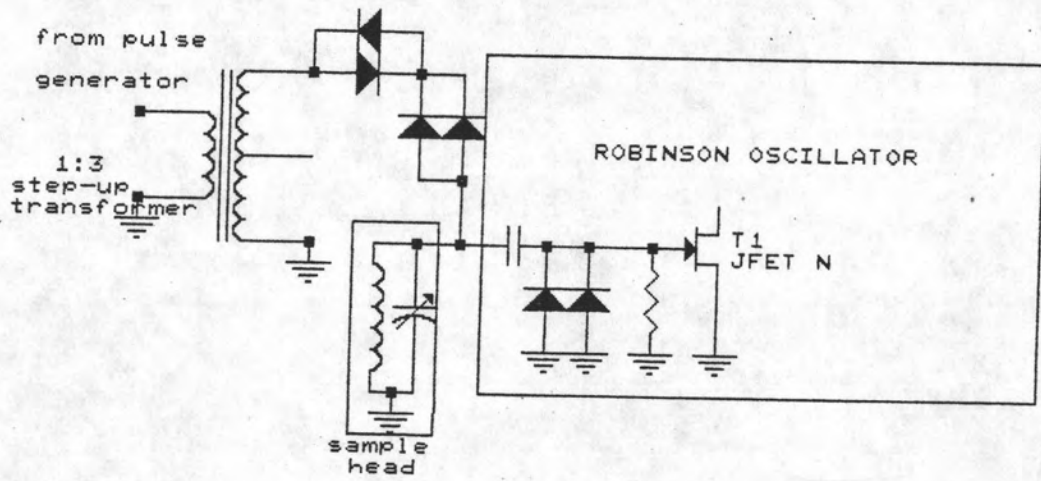 from pulse
generator
1:3
step-up
transformer
ROBINSON OSCILLATOR
T1
JFET N
sample
head